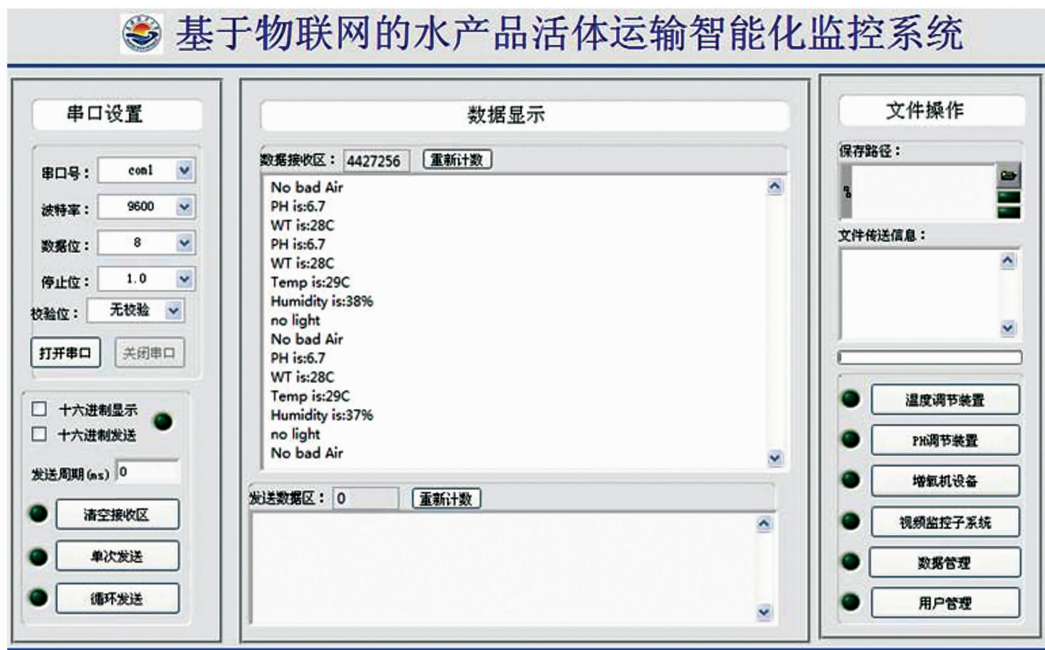 基于物联网的水产品活体运输智能化监控系统
串口设置
串口号： com1
波特率： 9600
数据位： 8
停止位： 1.0
校验位： 无校验
打开串口 关闭串口
十六进制显示
十六进制发送
发送周期(ms) 0
清空接收区
单次发送
循环发送
数据显示
数据接收区： 4427256 重新计数
No bad Air
PH is:6.7
WT is:28C
PH is:6.7
WT is:28C
Temp is:29C
Humidity is:38%
no light
No bad Air
PH is:6.7
WT is:28C
Temp is:29C
Humidity is:37%
no light
No bad Air
发送数据区： 0 重新计数
文件操作
保存路径：
文件传送信息：
温度调节装置
PH调节装置
增氧机设备
视频监控子系统
数据管理
用户管理